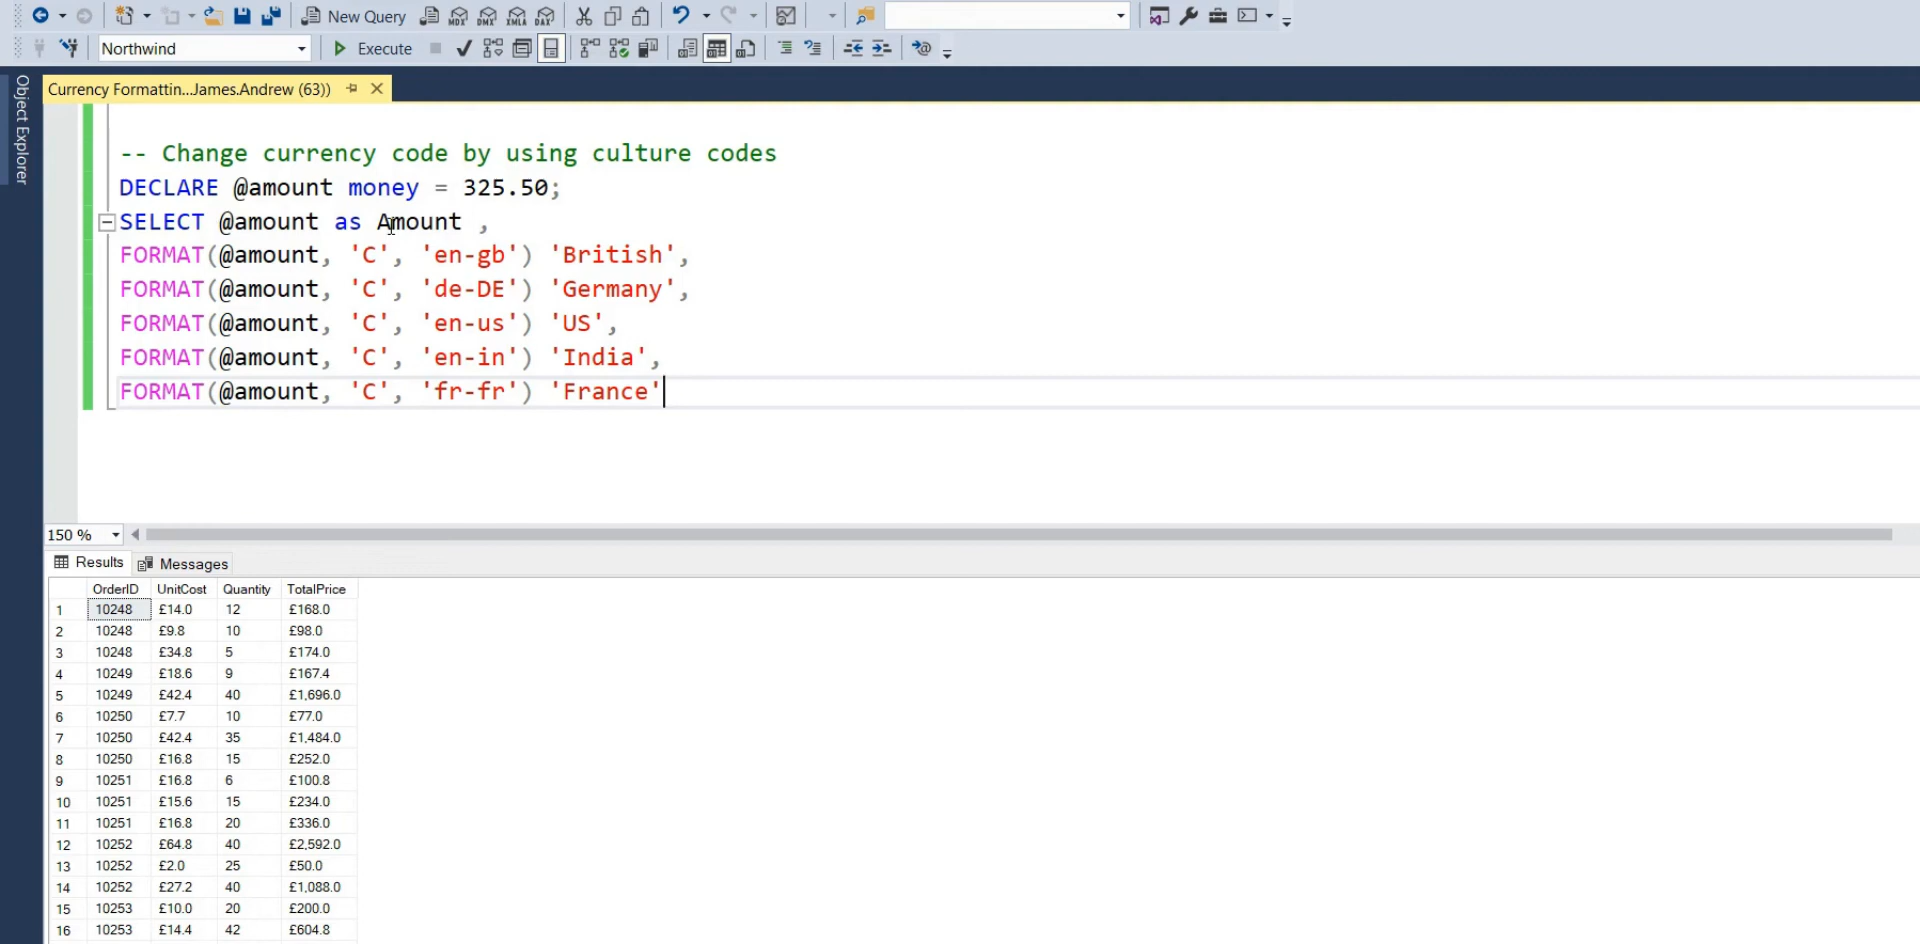 New Query
MDX DMX XMLA DAX
Northwind Execute
Object Explorer
Currency Formattin...James.Andrew (63))
-- Change currency code by using culture codes
DECLARE @amount money = 325.50;
SELECT @amount as Amount ,
FORMAT(@amount, 'C', 'en-gb') 'British',
FORMAT(@amount, 'C', 'de-DE') 'Germany',
FORMAT(@amount, 'C', 'en-us') 'US',
FORMAT(@amount, 'C', 'en-in') 'India',
FORMAT(@amount, 'C', 'fr-fr') 'France'
150 %
Results Messages
OrderID UnitCost Quantity TotalPrice
1 10248 £14.0 12 £168.0
2 10248 £9.8 10 £98.0
3 10248 £34.8 5 £174.0
4 10249 £18.6 9 £167.4
5 10249 £42.4 40 £1,696.0
6 10250 £7.7 10 £77.0
7 10250 £42.4 35 £1,484.0
8 10250 £16.8 15 £252.0
9 10251 £16.8 6 £100.8
10 10251 £15.6 15 £234.0
11 10251 £16.8 20 £336.0
12 10252 £64.8 40 £2,592.0
13 10252 £2.0 25 £50.0
14 10252 £27.2 40 £1,088.0
15 10253 £10.0 20 £200.0
16 10253 £14.4 42 £604.8